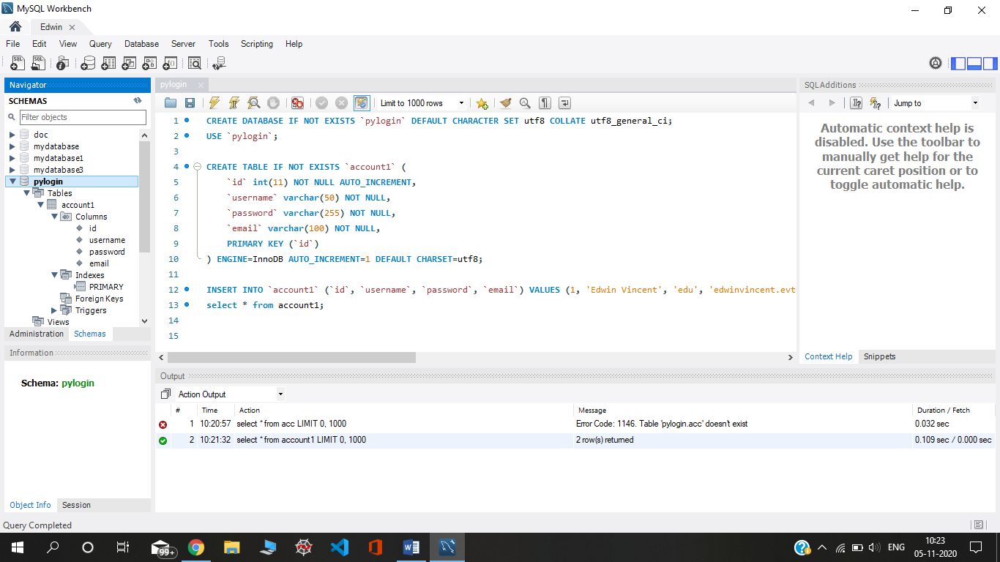 MySQL Workbench
Edwin
File Edit View Query Database Server Tools Scripting Help
Navigator
SCHEMAS
Filter objects
doc
mydatabase
mydatabase1
mydatabase3
pylogin
Tables
account1
Columns
id
username
password
email
Indexes
PRIMARY
Foreign Keys
Triggers
Views
Administration Schemas
Information
Schema: pylogin
Object Info Session
pylogin
Limit to 1000 rows
1 CREATE DATABASE IF NOT EXISTS `pylogin` DEFAULT CHARACTER SET utf8 COLLATE utf8_general_ci;
2 USE `pylogin`;
3
4 CREATE TABLE IF NOT EXISTS `account1` (
5 `id` int(11) NOT NULL AUTO_INCREMENT,
6 `username` varchar(50) NOT NULL,
7 `password` varchar(255) NOT NULL,
8 `email` varchar(100) NOT NULL,
9 PRIMARY KEY (`id`)
10 ) ENGINE=InnoDB AUTO_INCREMENT=1 DEFAULT CHARSET=utf8;
11
12 INSERT INTO `account1` (`id`, `username`, `password`, `email`) VALUES (1, 'Edwin Vincent', 'edu', 'edwinvincent.evt
13 select * from account1;
14
15
SQLAdditions
Jump to
Automatic context help is
disabled. Use the toolbar to
manually get help for the
current caret position or to
toggle automatic help.
Context Help Snippets
Output
Action Output
# Time Action Message Duration / Fetch
1 10:20:57 select * from acc LIMIT 0, 1000 Error Code: 1146. Table 'pylogin.acc' doesn't exist 0.032 sec
2 10:21:32 select * from account1 LIMIT 0, 1000 2 row(s) returned 0.109 sec / 0.000 sec
Query Completed
99+
ENG
10:23
05-11-2020